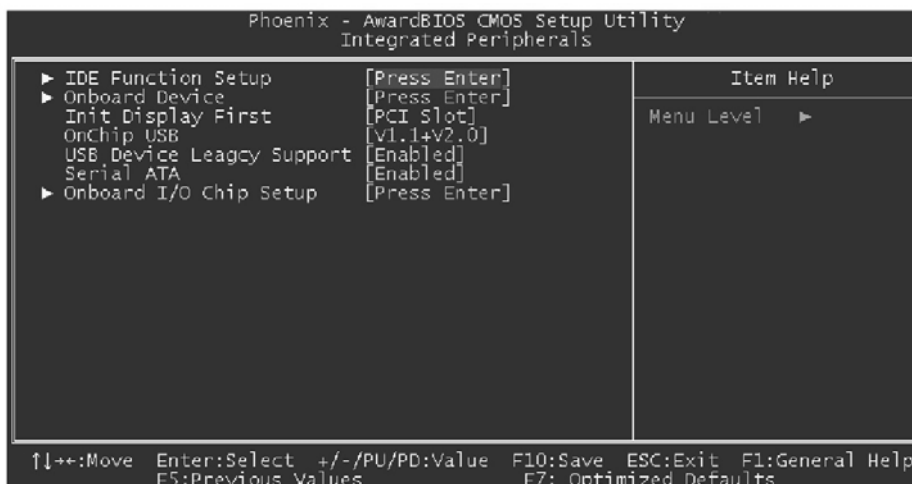 Phoenix - AwardBIOS CMOS Setup Utility
Integrated Peripherals
► IDE Function Setup [Press Enter]
► Onboard Device [Press Enter]
Init Display First [PCI Slot]
OnChip USB [V1.1+V2.0]
USB Device Leagcy Support [Enabled]
Serial ATA [Enabled]
► Onboard I/O Chip Setup [Press Enter]
Item Help
Menu Level ►
↑↓→←:Move Enter:Select +/-/PU/PD:Value F10:Save ESC:Exit F1:General Help
F5:Previous Values F7: Optimized Defaults